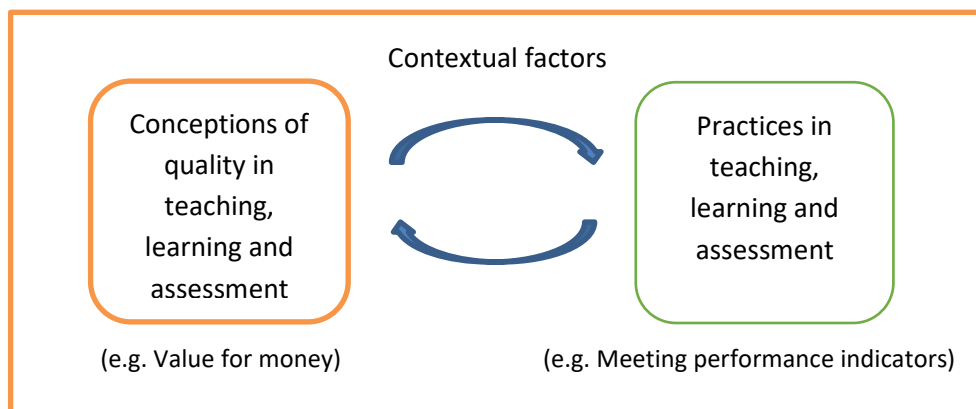 Contextual factors
Conceptions of
quality in
teaching,
learning and
assessment
Practices in
teaching,
learning and
assessment
(e.g. Value for money)
(e.g. Meeting performance indicators)